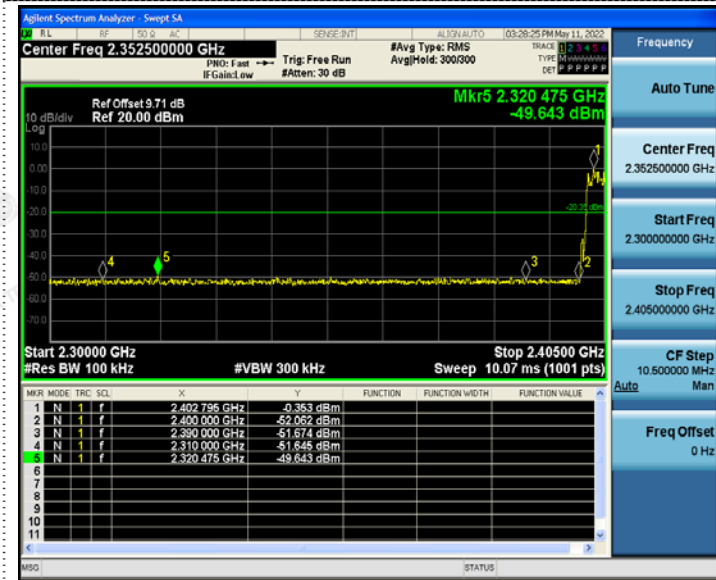 Agilent Spectrum Analyzer - Swept SA
RL RF 50 Ω AC SENSE:INT ALIGN AUTO 03:28:25 PM May 11, 2022
Center Freq 2.352500000 GHz
PNO: Fast
IFGain:Low
Trig: Free Run
#Atten: 30 dB
#Avg Type: RMS
Avg|Hold: 300/300
TRACE 1 2 3 4 5 6
TYPE M W W W W W
DET P P P P P P
Mkr5 2.320 475 GHz
-49.643 dBm
Ref Offset 9.71 dB
10 dB/div Ref 20.00 dBm
Log
10.0
0.00
-10.0
-20.0
-30.0
-40.0
-50.0
-60.0
-70.0
1
-20.35 dBm
4
5
3
2
Start 2.30000 GHz
Stop 2.40500 GHz
#Res BW 100 kHz
#VBW 300 kHz
Sweep 10.07 ms (1001 pts)
MKR MODE TRC SCL X Y FUNCTION FUNCTION WIDTH FUNCTION VALUE
1 N 1 f 2.402 795 GHz -0.353 dBm
2 N 1 f 2.400 000 GHz -52.062 dBm
3 N 1 f 2.390 000 GHz -51.674 dBm
4 N 1 f 2.310 000 GHz -51.645 dBm
5 N 1 f 2.320 475 GHz -49.643 dBm
6
7
8
9
10
11
MSG
STATUS
Frequency
Auto Tune
Center Freq
2.352500000 GHz
Start Freq
2.300000000 GHz
Stop Freq
2.405000000 GHz
CF Step
10.500000 MHz
Auto Man
Freq Offset
0 Hz